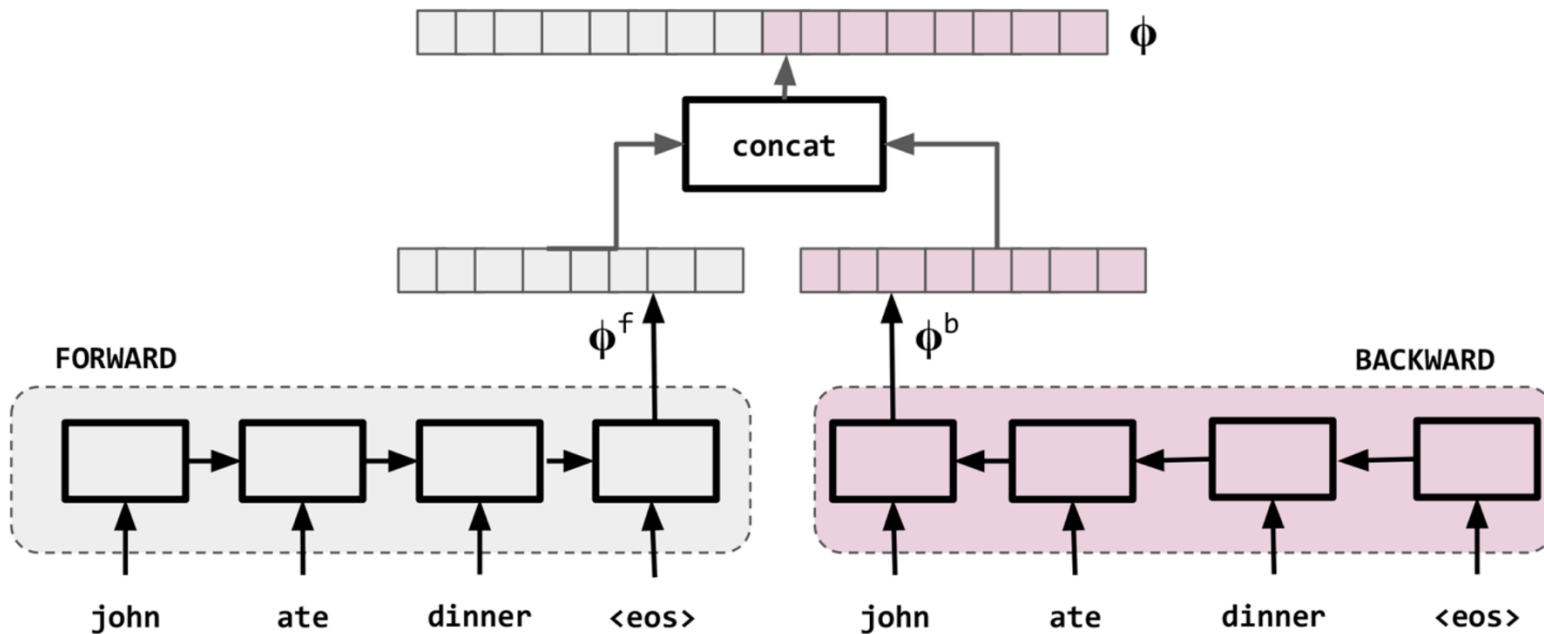 ϕ
concat
ϕᶠ ϕᵇ
FORWARD BACKWARD
john ate dinner <eos> john ate dinner <eos>